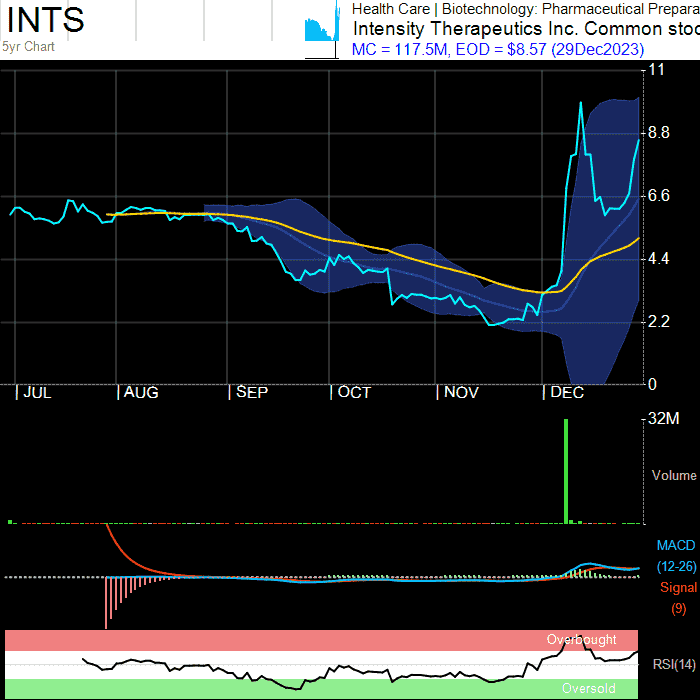 INTS
5yr Chart
Health Care | Biotechnology: Pharmaceutical Prepara
Intensity Therapeutics Inc. Common stoc
MC = 117.5M, EOD = $8.57 (29Dec2023)
11
8.8
6.6
4.4
2.2
0
JUL AUG SEP OCT NOV DEC
32M
Volume
MACD
(12-26)
Signal
(9)
Overbought
RSI(14)
Oversold